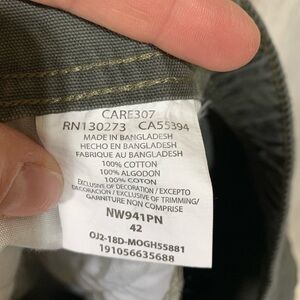 CARE307
RN130273 CA55394
MADE IN BANGLADESH
HECHO EN BANGLADESH
FABRIQUE AU BANGLADESH
100% COTTON
100% ALGODON
100% COTON
EXCLUSIVE OF DECORATION / EXCEPTO
DECORACIÓN / EXCLUSIVE OF TRIMMING/
GARNITURE NON COMPRISE
NW941PN
42
OJ2-18D-MOGH55881
191056635688